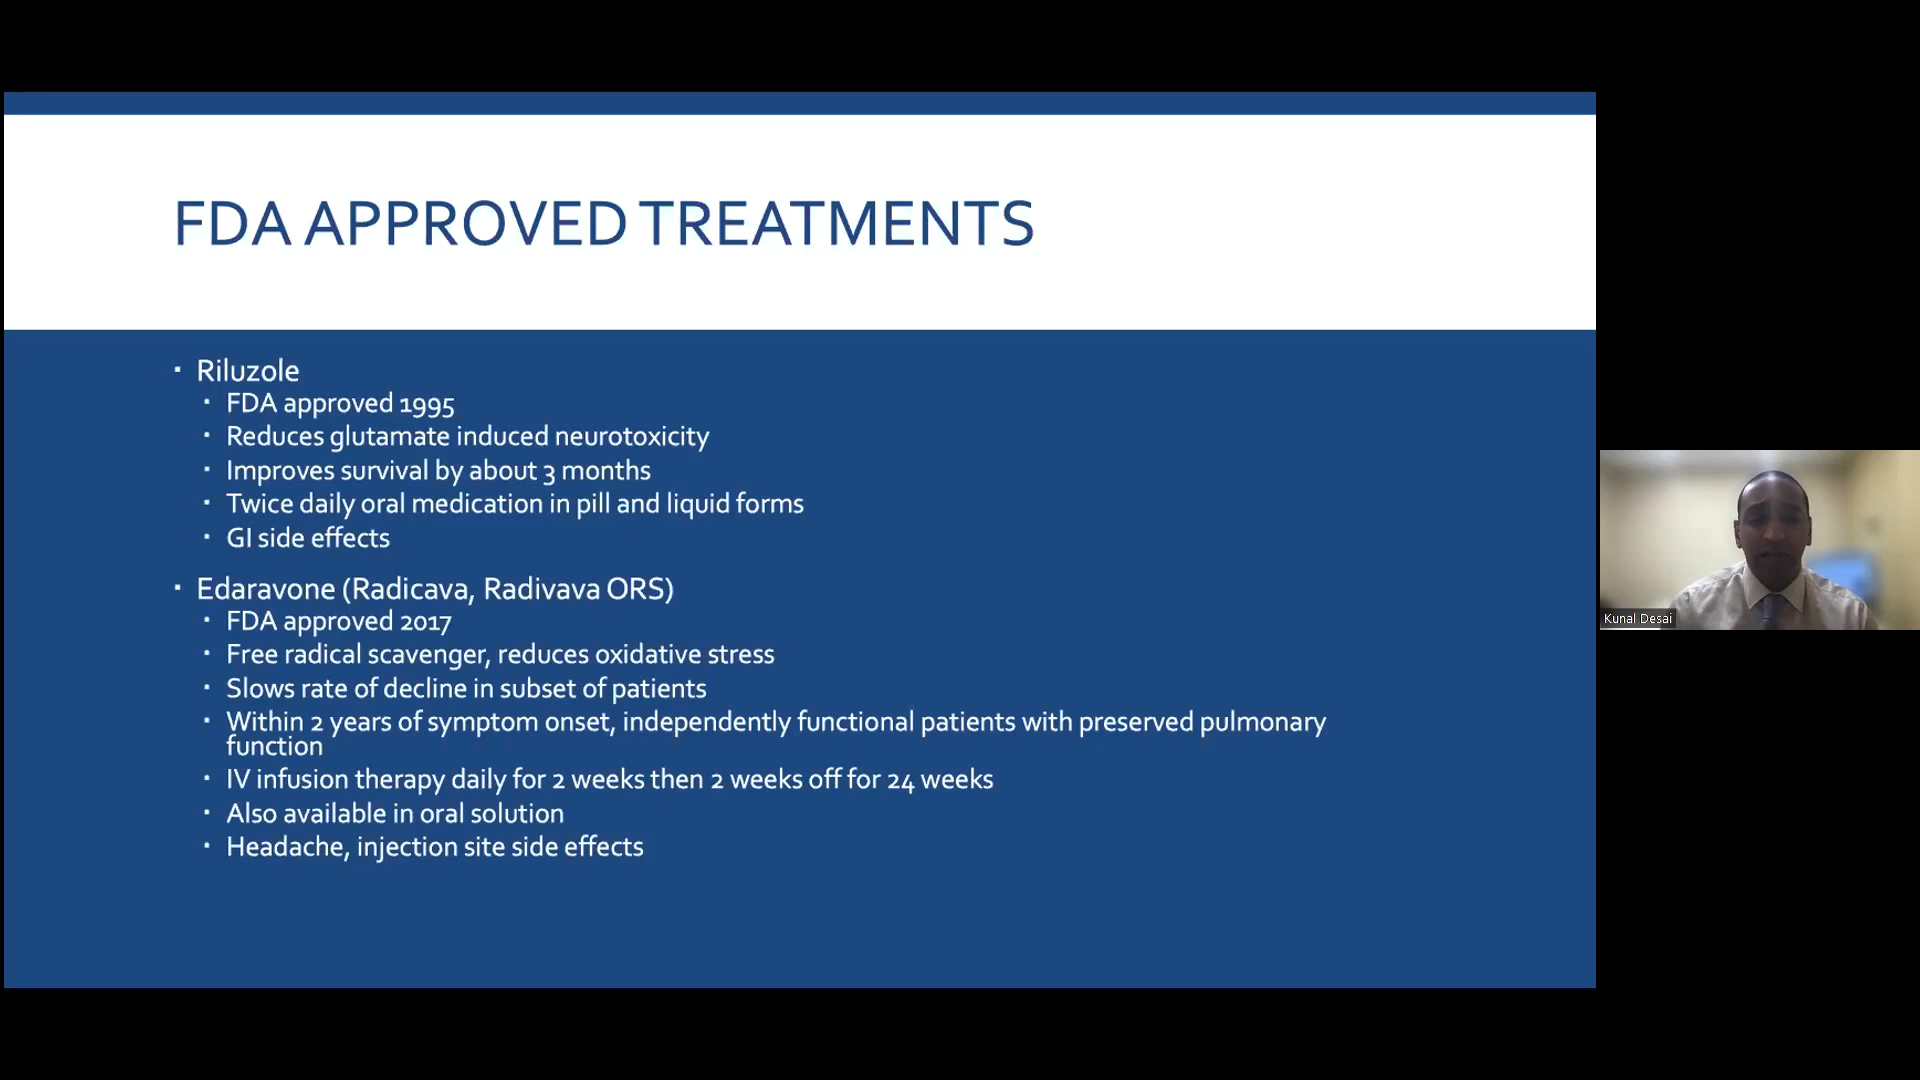 FDA APPROVED TREATMENTS
▪ Riluzole
▪ FDA approved 1995
▪ Reduces glutamate induced neurotoxicity
▪ Improves survival by about 3 months
▪ Twice daily oral medication in pill and liquid forms
▪ GI side effects
▪ Edaravone (Radicava, Radivava ORS)
▪ FDA approved 2017
▪ Free radical scavenger, reduces oxidative stress
▪ Slows rate of decline in subset of patients
▪ Within 2 years of symptom onset, independently functional patients with preserved pulmonary
function
▪ IV infusion therapy daily for 2 weeks then 2 weeks off for 24 weeks
▪ Also available in oral solution
▪ Headache, injection site side effects
Kunal Desai